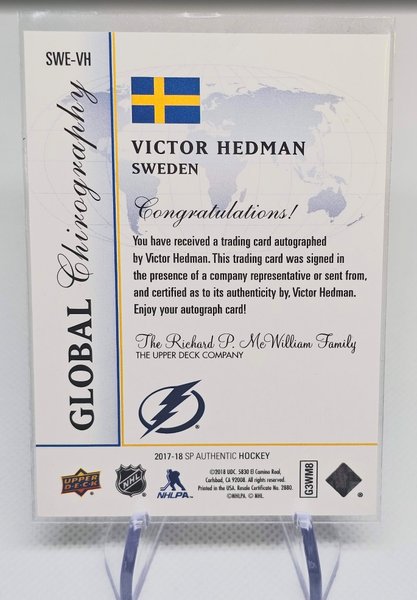 SWE-VH
GLOBAL Chirography
VICTOR HEDMAN
SWEDEN
Congratulations!
You have received a trading card autographed
by Victor Hedman. This trading card was signed in
the presence of a company representative or sent from,
and certified as to its authenticity by, Victor Hedman.
Enjoy your autograph card!
The Richard P. McWilliam Family
THE UPPER DECK COMPANY
2017-18 SP AUTHENTIC HOCKEY
UPPER DECK
NHL
NHLPA
©2018 UDC, 5830 El Camino Real,
Carlsbad, CA 92008. All rights reserved.
Printed in the USA. Resale Certificate No. 2880.
©NHLPA. © NHL.
G3WM8